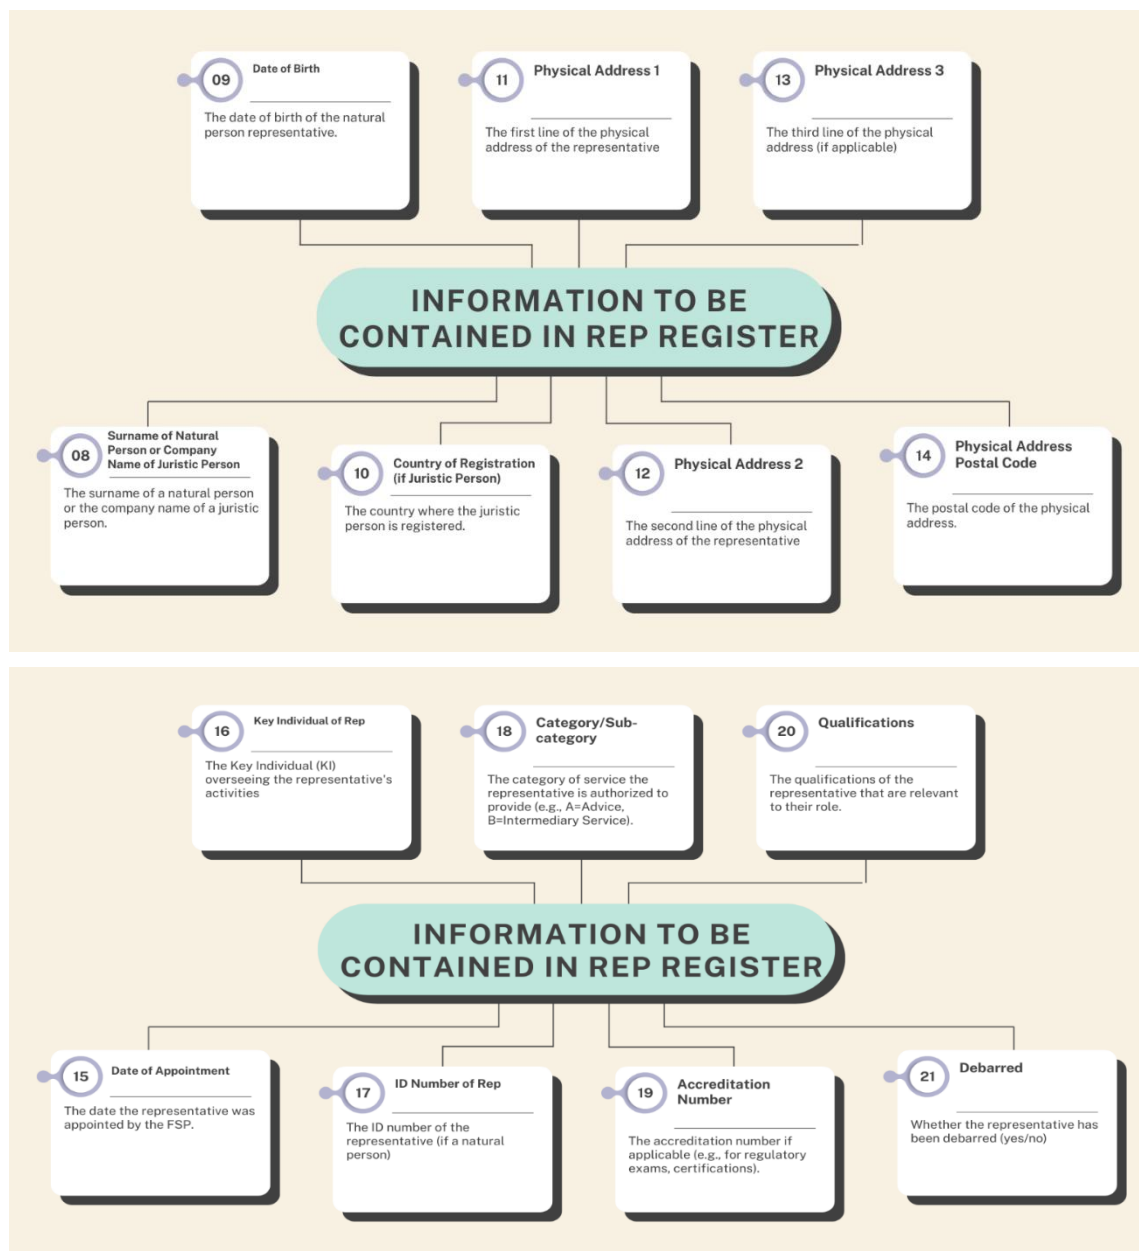 09
Date of Birth
The date of birth of the natural
person representative.
11
Physical Address 1
The first line of the physical
address of the representative
13
Physical Address 3
The third line of the physical
address (if applicable)
INFORMATION TO BE
CONTAINED IN REP REGISTER
08
Surname of Natural
Person or Company
Name of Juristic Person
The surname of a natural person
or the company name of a juristic
person.
10
Country of Registration
(if Juristic Person)
The country where the juristic
person is registered.
12
Physical Address 2
The second line of the physical
address of the representative
14
Physical Address
Postal Code
The postal code of the physical
address.
16
Key Individual of Rep
The Key Individual (KI)
overseeing the representative's
activities
18
Category/Sub-
category
The category of service the
representative is authorized to
provide (e.g., A=Advice,
B=Intermediary Service).
20
Qualifications
The qualifications of the
representative that are relevant
to their role.
INFORMATION TO BE
CONTAINED IN REP REGISTER
15
Date of Appointment
The date the representative was
appointed by the FSP.
17
ID Number of Rep
The ID number of the
representative (if a natural
person)
19
Accreditation
Number
The accreditation number if
applicable (e.g., for regulatory
exams, certifications).
21
Debarred
Whether the representative has
been debarred (yes/no)